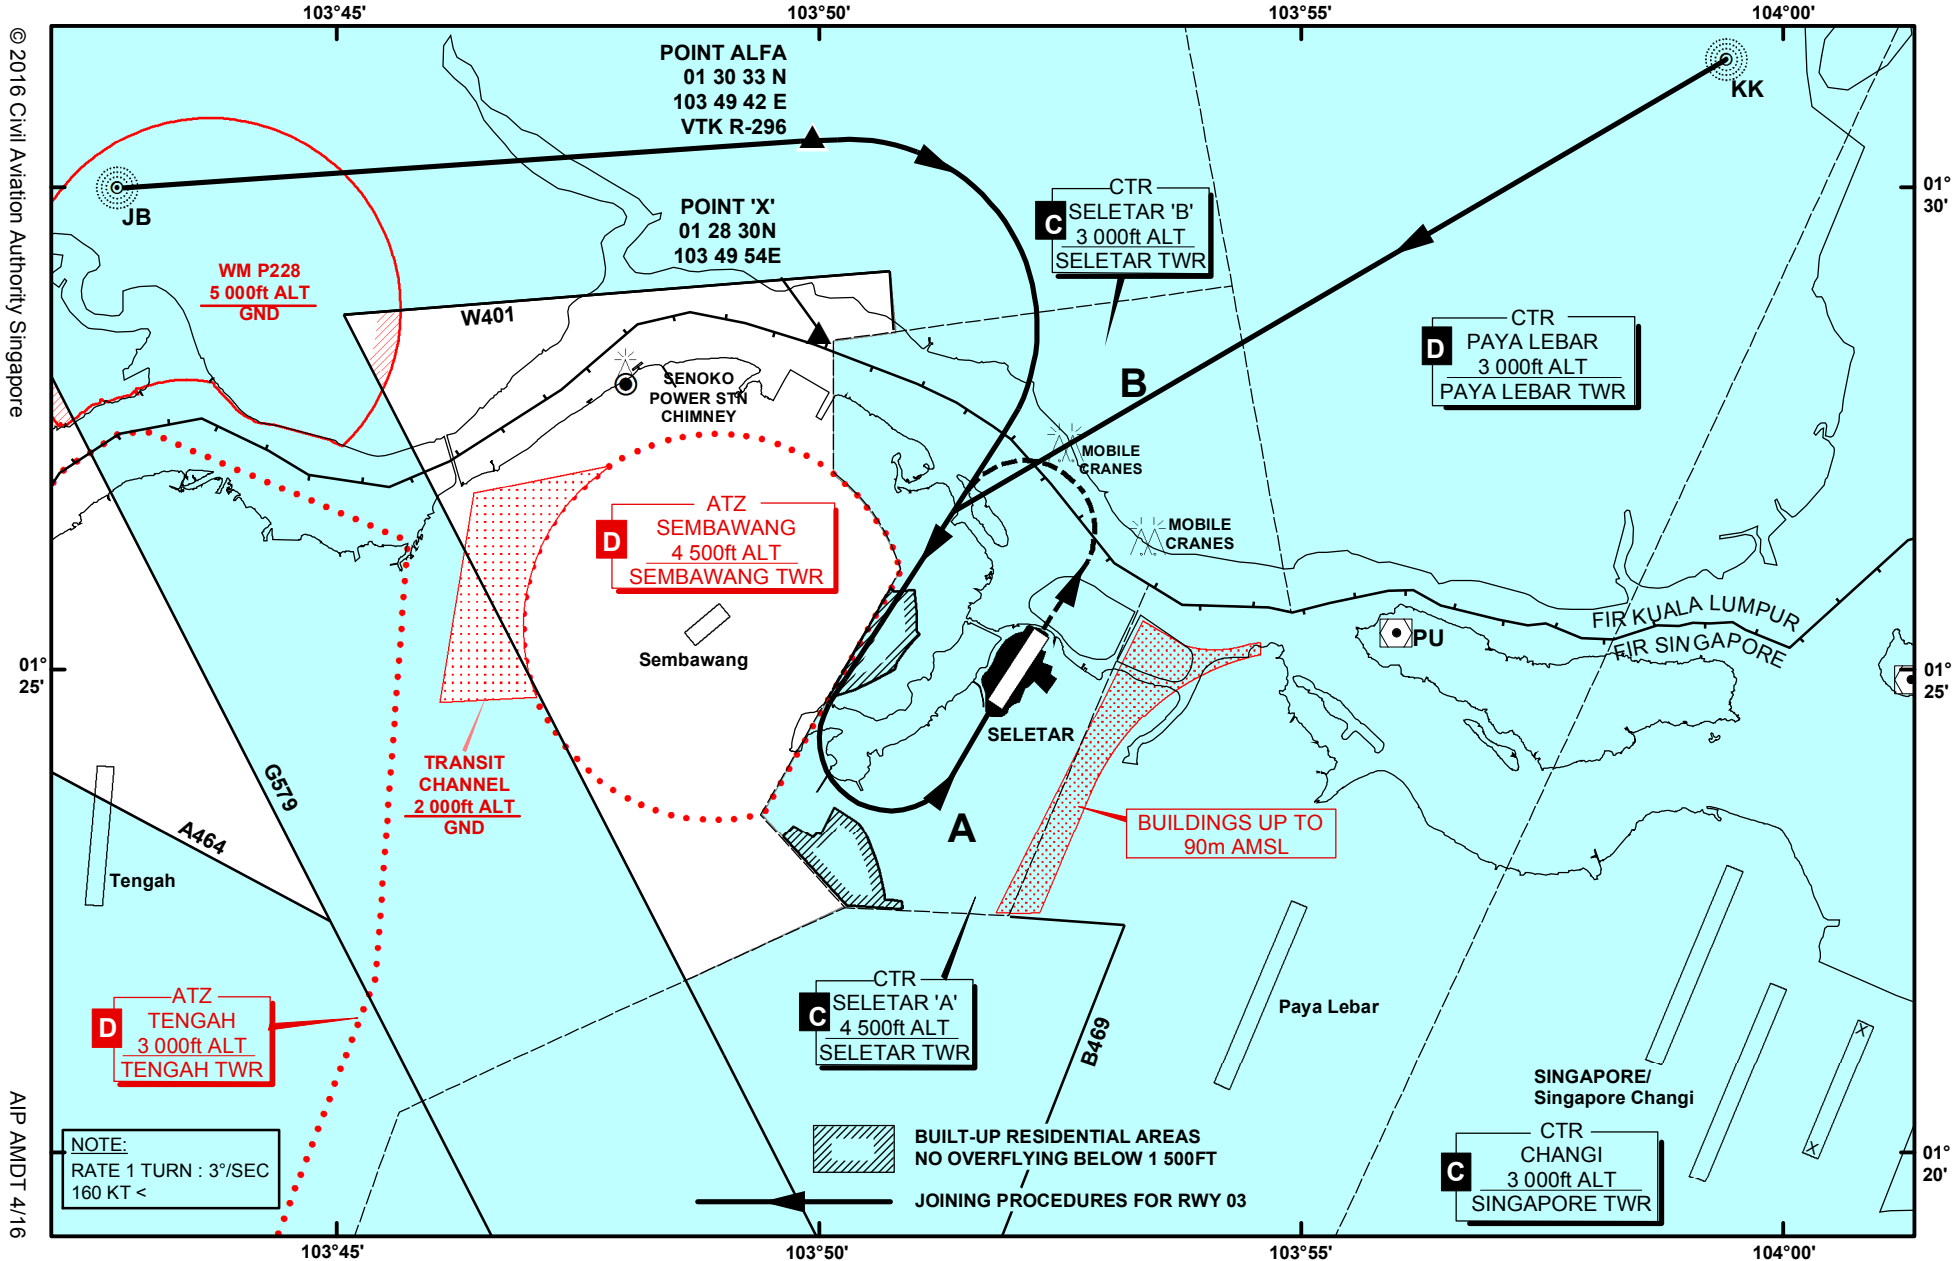 103°45'
103°50'
103°55'
104°00'
© 2016 Civil Aviation Authority Singapore
POINT ALFA
01 30 33 N
103 49 42 E
VTK R-296
KK
JB
01°
30'
CTR
C
SELETAR 'B'
3 000ft ALT
SELETAR TWR
POINT 'X'
01 28 30N
103 49 54E
WM P228
5 000ft ALT
GND
W401
CTR
D
PAYA LEBAR
3 000ft ALT
PAYA LEBAR TWR
SENOKO
POWER STN
CHIMNEY
B
MOBILE
CRANES
ATZ
D
SEMBAWANG
4 500ft ALT
SEMBAWANG TWR
MOBILE
CRANES
FIR KUALA LUMPUR
FIR SINGAPORE
PU
Sembawang
01°
25'
01°
25'
SELETAR
TRANSIT
CHANNEL
2 000ft ALT
GND
G579
A464
A
BUILDINGS UP TO
90m AMSL
Tengah
CTR
C
SELETAR 'A'
4 500ft ALT
SELETAR TWR
B469
Paya Lebar
ATZ
D
TENGAH
3 000ft ALT
TENGAH TWR
X
X
SINGAPORE/
Singapore Changi
CTR
C
CHANGI
3 000ft ALT
SINGAPORE TWR
01°
20'
NOTE:
RATE 1 TURN : 3°/SEC
160 KT <
BUILT-UP RESIDENTIAL AREAS
NO OVERFLYING BELOW 1 500FT
JOINING PROCEDURES FOR RWY 03
AIP AMDT 4/16
103°45'
103°50'
103°55'
104°00'